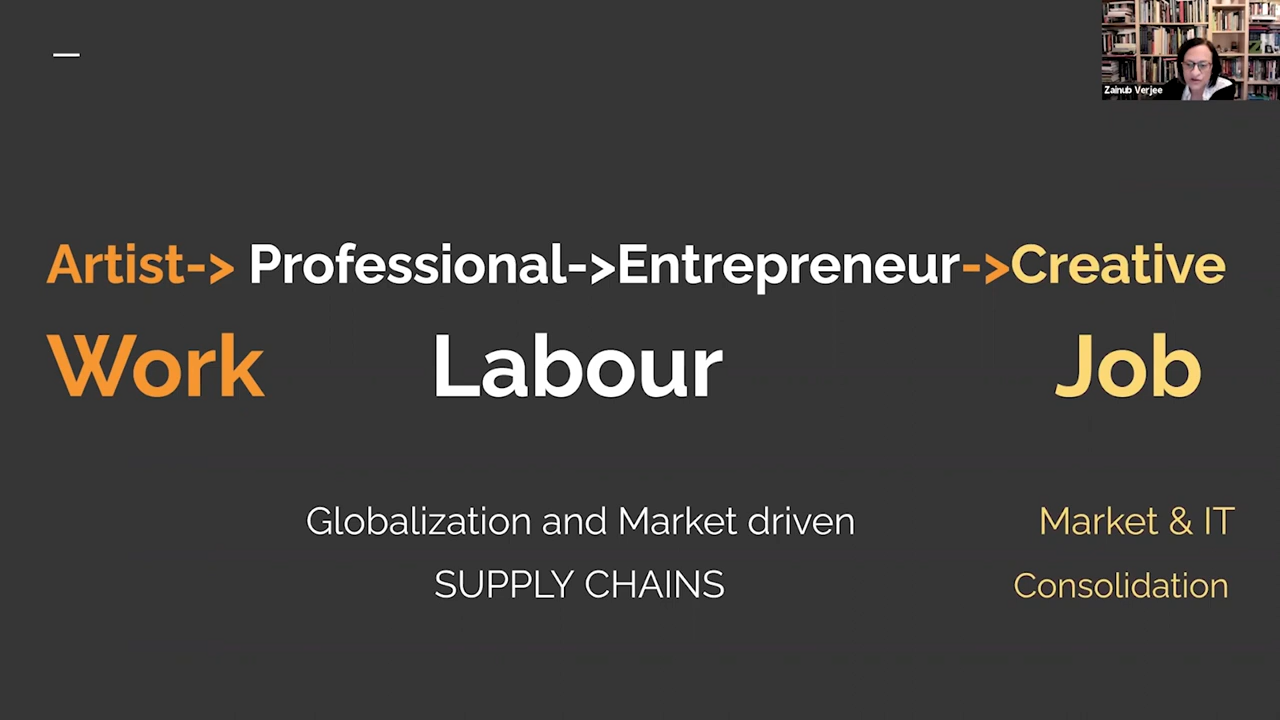 Zainub Verjee
Artist-> Professional->Entrepreneur->Creative
Work Labour Job
Globalization and Market driven Market & IT
SUPPLY CHAINS Consolidation